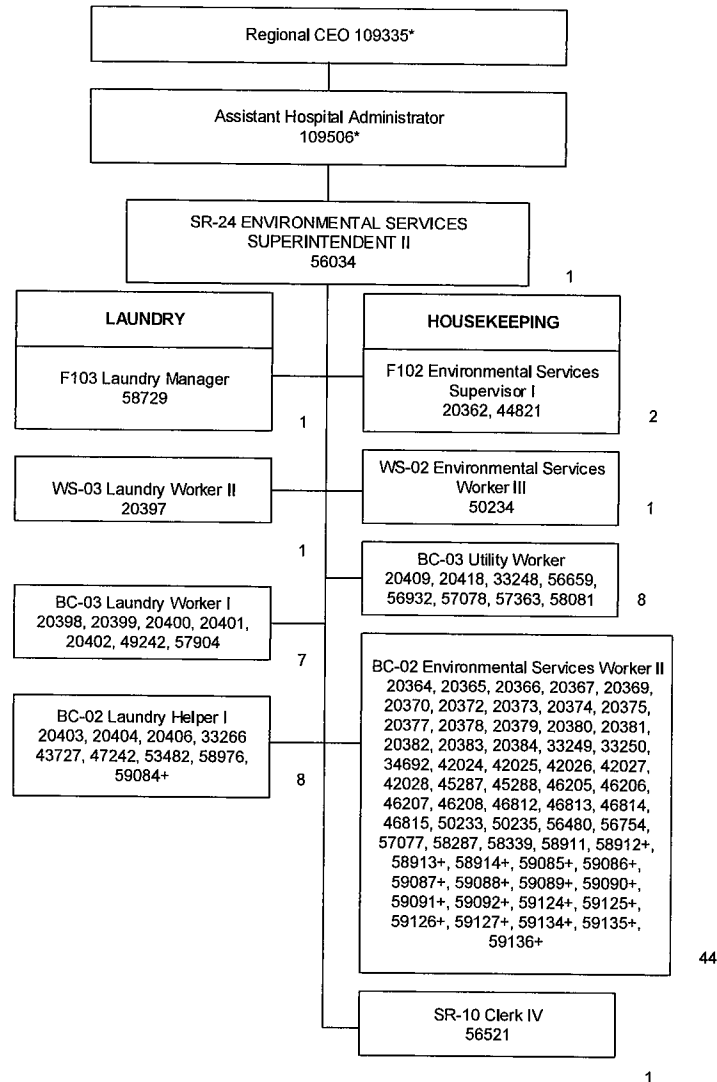 Regional CEO 109335*
Assistant Hospital Administrator
109506*
SR-24 ENVIRONMENTAL SERVICES
SUPERINTENDENT II
56034
1
LAUNDRY
F103 Laundry Manager
58729
1
HOUSEKEEPING
F102 Environmental Services
Supervisor I
20362, 44821
2
WS-03 Laundry Worker II
20397
1
WS-02 Environmental Services
Worker III
50234
1
BC-03 Utility Worker
20409, 20418, 33248, 56659,
56932, 57078, 57363, 58081
8
BC-03 Laundry Worker I
20398, 20399, 20400, 20401,
20402, 49242, 57904
7
BC-02 Laundry Helper I
20403, 20404, 20406, 33266
43727, 47242, 53482, 58976,
59084+
8
BC-02 Environmental Services Worker II
20364, 20365, 20366, 20367, 20369,
20370, 20372, 20373, 20374, 20375,
20377, 20378, 20379, 20380, 20381,
20382, 20383, 20384, 33249, 33250,
34692, 42024, 42025, 42026, 42027,
42028, 45287, 45288, 46205, 46206,
46207, 46208, 46812, 46813, 46814,
46815, 50233, 50235, 56480, 56754,
57077, 58287, 58339, 58911, 58912+,
58913+, 58914+, 59085+, 59086+,
59087+, 59088+, 59089+, 59090+,
59091+, 59092+, 59124+, 59125+,
59126+, 59127+, 59134+, 59135+,
59136+
44
SR-10 Clerk IV
56521
1